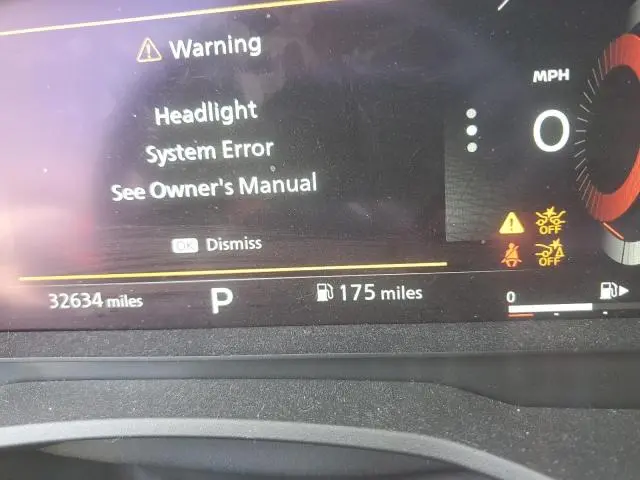 Warning
Headlight
System Error
See Owner's Manual
OK Dismiss
MPH
0
OFF
OFF
32634 miles
P
175 miles
0